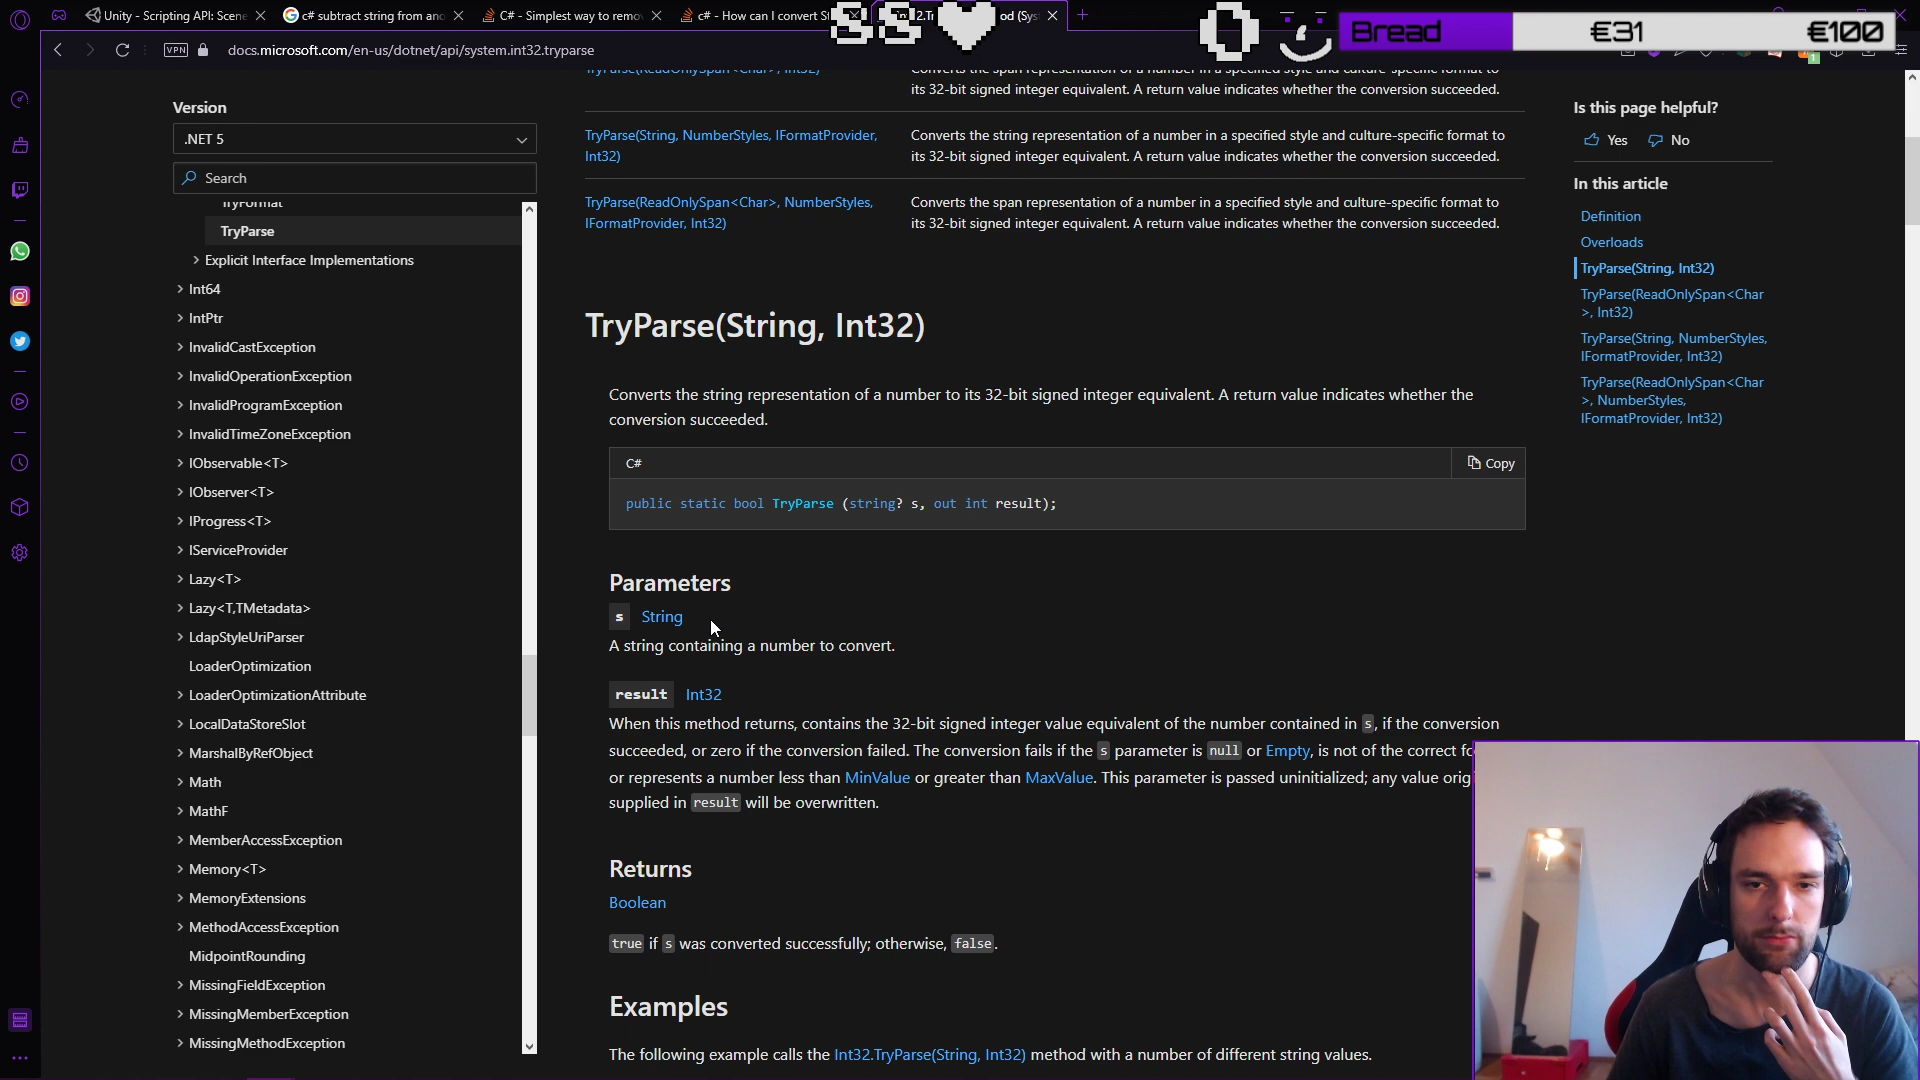 Unity - Scripting API: Scene
c# subtract string from ano
C# - Simplest way to remov
c# - How can I convert St
od (Sys
SS
0
Bread
€31
€100
VPN
docs.microsoft.com/en-us/dotnet/api/system.int32.tryparse
1
Version
.NET 5
Search
TryFormat
TryParse
Explicit Interface Implementations
Int64
IntPtr
InvalidCastException
InvalidOperationException
InvalidProgramException
InvalidTimeZoneException
IObservable<T>
IObserver<T>
IProgress<T>
IServiceProvider
Lazy<T>
Lazy<T,TMetadata>
LdapStyleUriParser
LoaderOptimization
LoaderOptimizationAttribute
LocalDataStoreSlot
MarshalByRefObject
Math
MathF
MemberAccessException
Memory<T>
MemoryExtensions
MethodAccessException
MidpointRounding
MissingFieldException
MissingMemberException
MissingMethodException
its 32-bit signed integer equivalent. A return value indicates whether the conversion succeeded.
TryParse(String, NumberStyles, IFormatProvider,
Int32)
Converts the string representation of a number in a specified style and culture-specific format to
its 32-bit signed integer equivalent. A return value indicates whether the conversion succeeded.
TryParse(ReadOnlySpan<Char>, NumberStyles,
IFormatProvider, Int32)
Converts the span representation of a number in a specified style and culture-specific format to
its 32-bit signed integer equivalent. A return value indicates whether the conversion succeeded.
TryParse(String, Int32)
Converts the string representation of a number to its 32-bit signed integer equivalent. A return value indicates whether the
conversion succeeded.
C#
Copy
public static bool TryParse (string? s, out int result);
Parameters
s String
A string containing a number to convert.
result Int32
When this method returns, contains the 32-bit signed integer value equivalent of the number contained in s, if the conversion
succeeded, or zero if the conversion failed. The conversion fails if the s parameter is null or Empty, is not of the correct fo
or represents a number less than MinValue or greater than MaxValue. This parameter is passed uninitialized; any value orig
supplied in result will be overwritten.
Returns
Boolean
true if s was converted successfully; otherwise, false.
Examples
The following example calls the Int32.TryParse(String, Int32) method with a number of different string values.
Is this page helpful?
Yes
No
In this article
Definition
Overloads
TryParse(String, Int32)
TryParse(ReadOnlySpan<Char
>, Int32)
TryParse(String, NumberStyles,
IFormatProvider, Int32)
TryParse(ReadOnlySpan<Char
>, NumberStyles,
IFormatProvider, Int32)